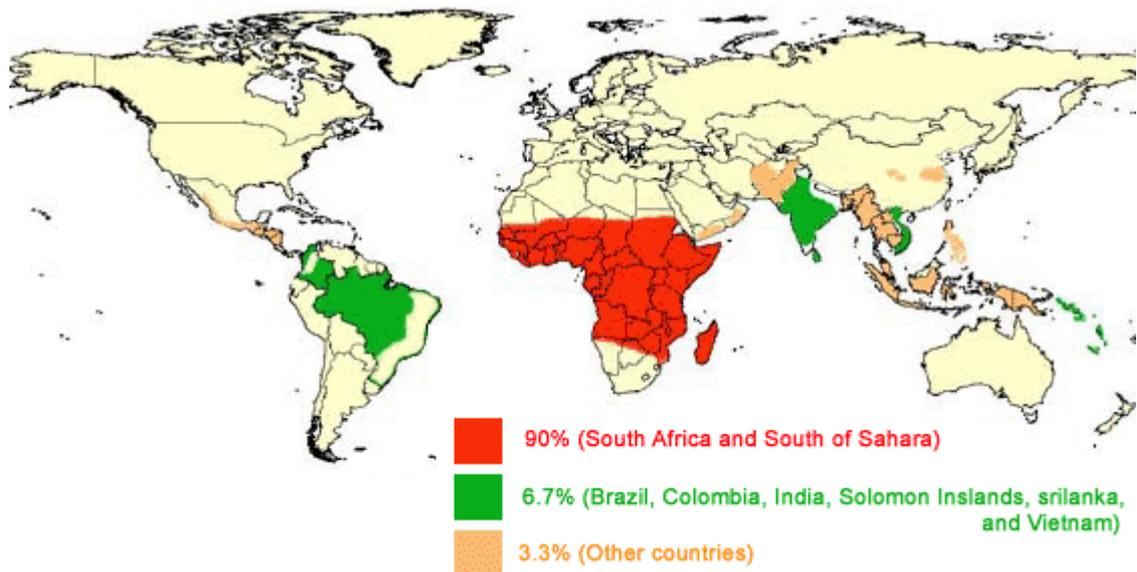 90% (South Africa and South of Sahara)
6.7% (Brazil, Colombia, India, Solomon Inslands, srilanka,
and Vietnam)
3.3% (Other countries)